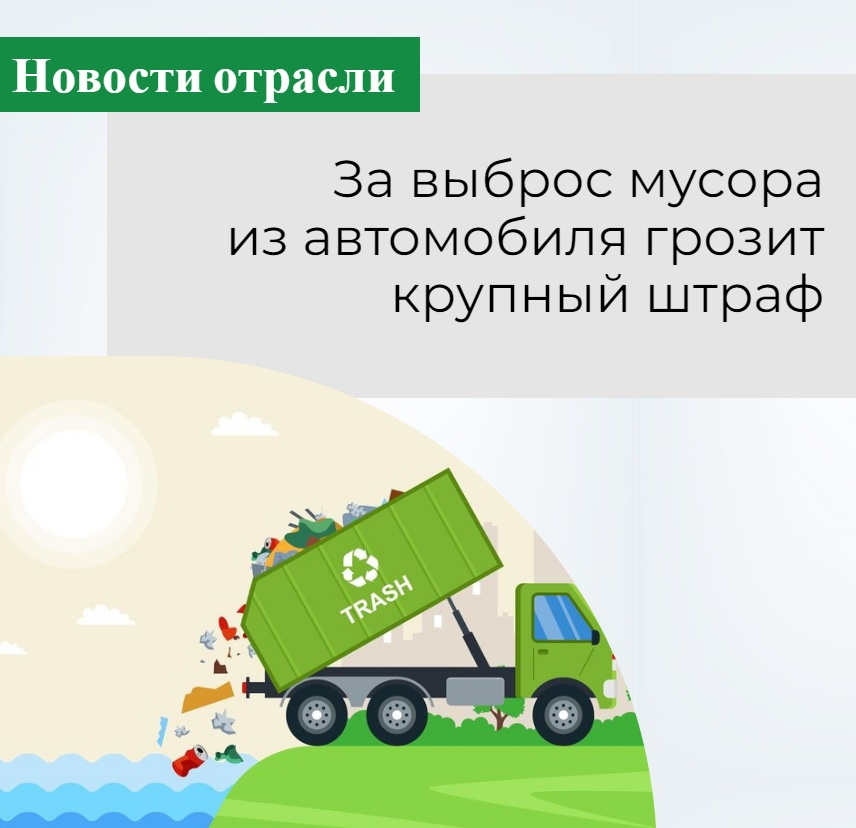 Новости отрасли
За выброс мусора
из автомобиля грозит
крупный штраф
TRASH